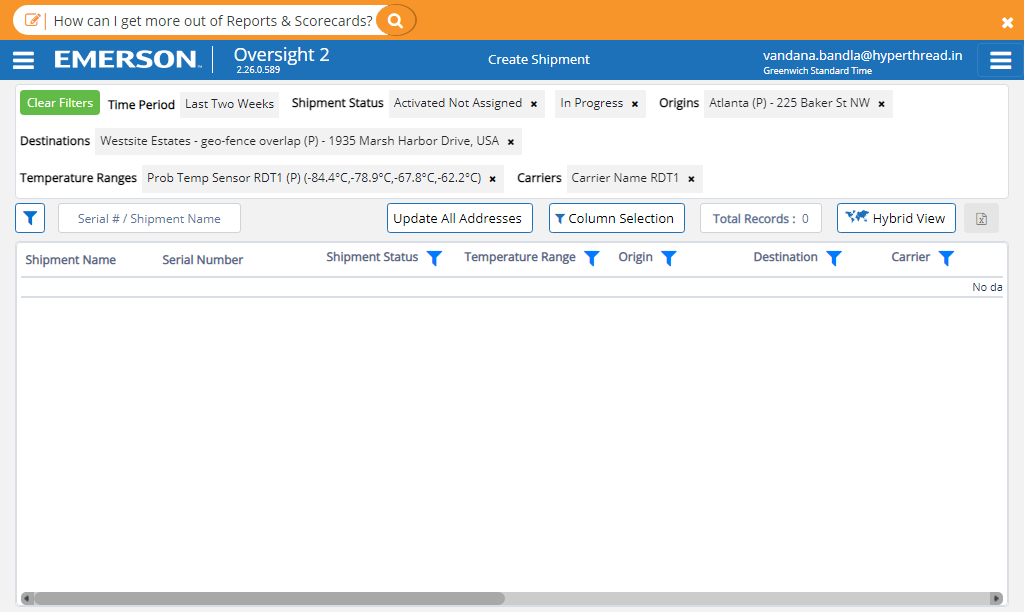 How can I get more out of Reports & Scorecards?
EMERSON
Oversight 2
2.26.0.589
Create Shipment
vandana.bandla@hyperthread.in
Greenwich Standard Time
Clear Filters Time Period Last Two Weeks Shipment Status Activated Not Assigned × In Progress × Origins Atlanta (P) - 225 Baker St NW ×
Destinations Westsite Estates - geo-fence overlap (P) - 1935 Marsh Harbor Drive, USA ×
Temperature Ranges Prob Temp Sensor RDT1 (P) (-84.4°C,-78.9°C,-67.8°C,-62.2°C) × Carriers Carrier Name RDT1 ×
Serial # / Shipment Name Update All Addresses Column Selection Total Records : 0 Hybrid View
Shipment Name Serial Number Shipment Status Temperature Range Origin Destination Carrier
No da